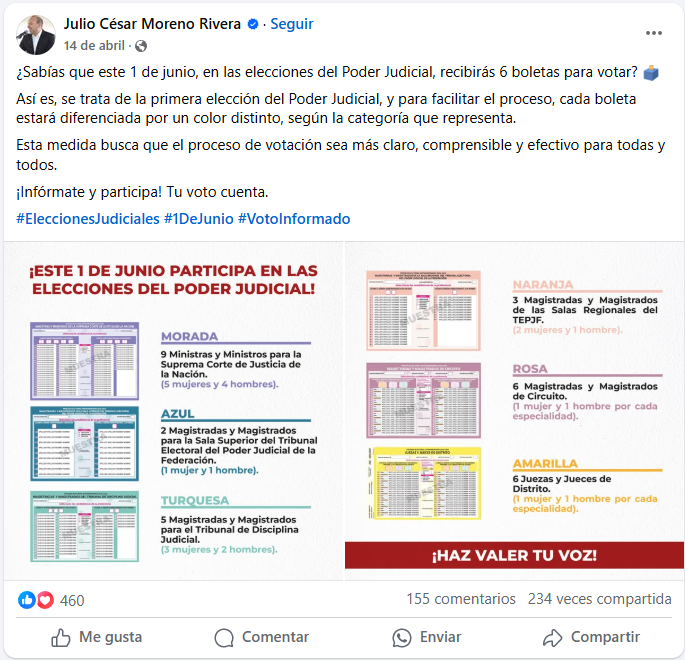 Julio César Moreno Rivera · Seguir
14 de abril ·
¿Sabías que este 1 de junio, en las elecciones del Poder Judicial, recibirás 6 boletas para votar?
Así es, se trata de la primera elección del Poder Judicial, y para facilitar el proceso, cada boleta
estará diferenciada por un color distinto, según la categoría que representa.
Esta medida busca que el proceso de votación sea más claro, comprensible y efectivo para todas y
todos.
¡Infórmate y participa! Tu voto cuenta.
#EleccionesJudiciales #1DeJunio #VotoInformado
¡ESTE 1 DE JUNIO PARTICIPA EN LAS
ELECCIONES DEL PODER JUDICIAL!
MORADA
9 Ministras y Ministros para la
Suprema Corte de Justicia de
la Nación.
(5 mujeres y 4 hombres).
AZUL
2 Magistradas y Magistrados
para la Sala Superior del Tribunal
Electoral del Poder Judicial de la
Federación.
(1 mujer y 1 hombre).
TURQUESA
5 Magistradas y Magistrados
para el Tribunal de Disciplina
Judicial.
(3 mujeres y 2 hombres).
NARANJA
3 Magistradas y Magistrados
de las Salas Regionales del
TEPJF.
(2 mujeres y 1 hombre).
ROSA
6 Magistradas y Magistrados
de Circuito.
(1 mujer y 1 hombre por cada
especialidad).
AMARILLA
6 Juezas y Jueces de
Distrito.
(1 mujer y 1 hombre por cada
especialidad).
MUESTRA
MUESTRA
MUESTRA
MUESTRA
MUESTRA
MUESTRA
¡HAZ VALER TU VOZ!
460
155 comentarios 234 veces compartida
Me gusta Comentar Enviar Compartir